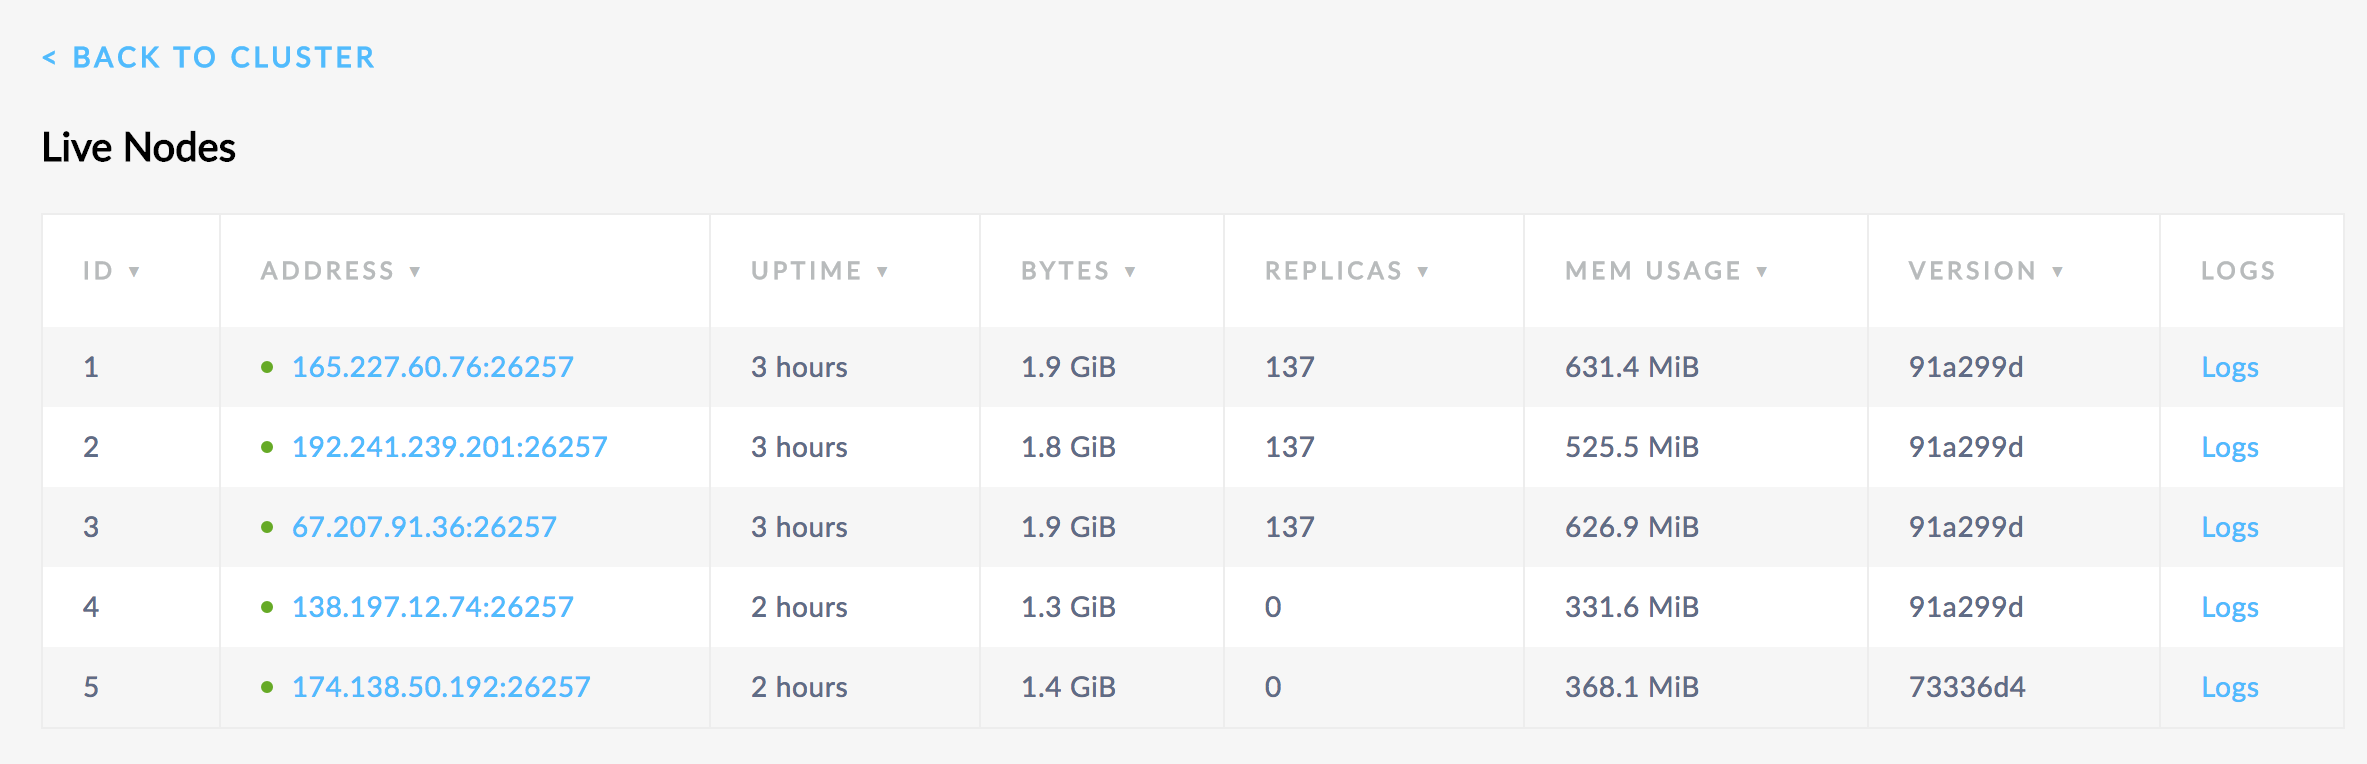 < BACK TO CLUSTER
Live Nodes
ID ▼ ADDRESS ▼ UPTIME ▼ BYTES ▼ REPLICAS ▼ MEM USAGE ▼ VERSION ▼ LOGS
1 165.227.60.76:26257 3 hours 1.9 GiB 137 631.4 MiB 91a299d Logs
2 192.241.239.201:26257 3 hours 1.8 GiB 137 525.5 MiB 91a299d Logs
3 67.207.91.36:26257 3 hours 1.9 GiB 137 626.9 MiB 91a299d Logs
4 138.197.12.74:26257 2 hours 1.3 GiB 0 331.6 MiB 91a299d Logs
5 174.138.50.192:26257 2 hours 1.4 GiB 0 368.1 MiB 73336d4 Logs